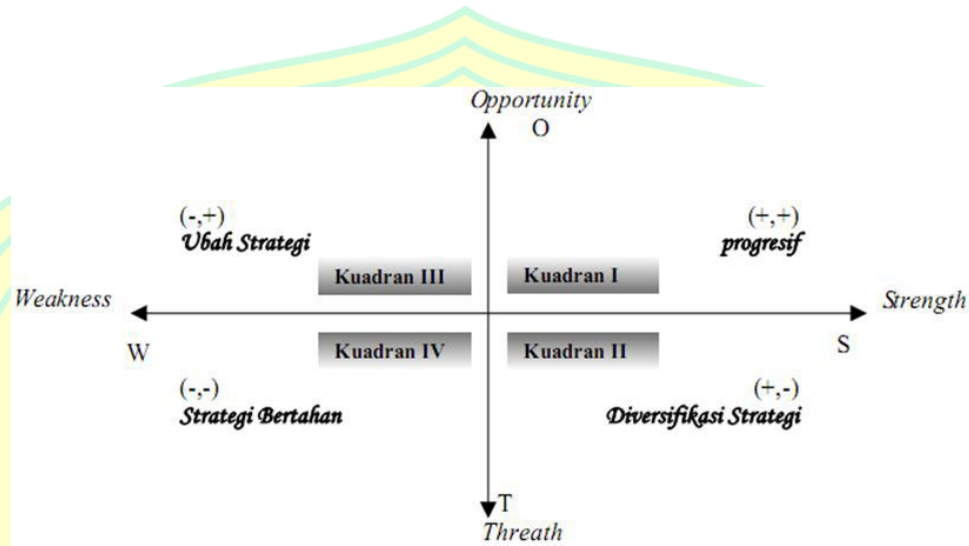 Opportunity
O
(-,+)
Ubah Strategi
(+,+)
progresif
Kuadran III
Kuadran I
Weakness
Strength
W
S
Kuadran IV
Kuadran II
(-,-)
Strategi Bertahan
(+,-)
Diversifikasi Strategi
T
Threath